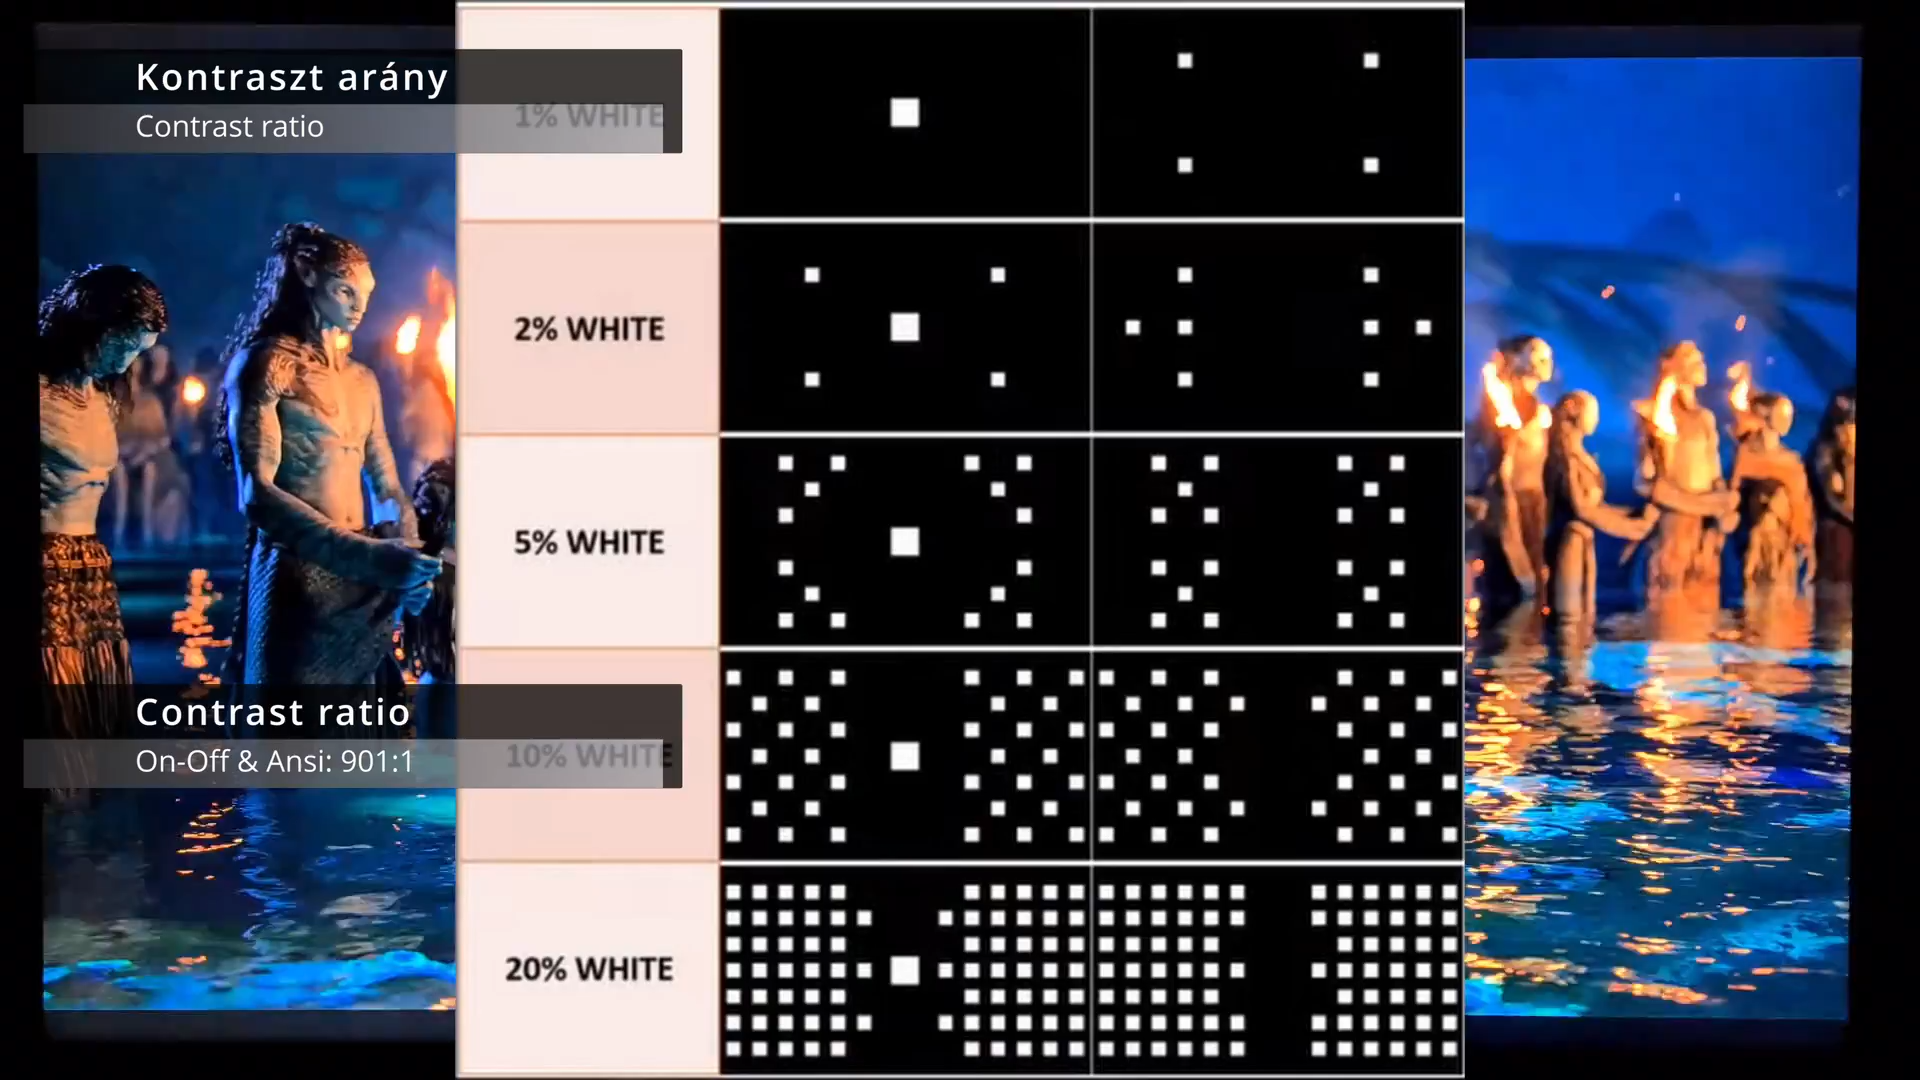 Kontraszt arány
Contrast ratio
1% WHITE
2% WHITE
5% WHITE
Contrast ratio
On-Off & Ansi: 901:1
10% WHITE
20% WHITE